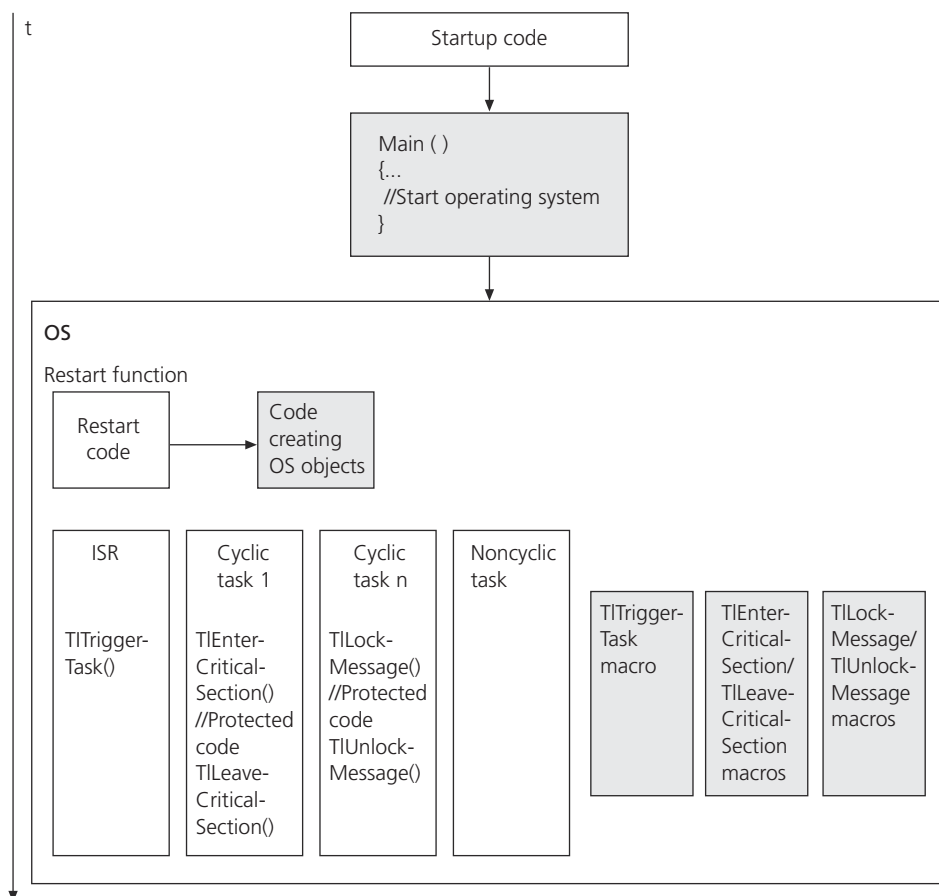 t
Startup code
Main ( )
{...
//Start operating system
}
OS
Restart function
Restart
code
Code
creating
OS objects
ISR
TlTrigger-
Task()
Cyclic
task 1
TlEnter-
Critical-
Section()
//Protected
code
TlLeave-
Critical-
Section()
Cyclic
task n
TlLock-
Message()
//Protected
code
TlUnlock-
Message()
Noncyclic
task
TlTrigger-
Task
macro
TlEnter-
Critical-
Section/
TlLeave-
Critical-
Section
macros
TlLock-
Message/
TlUnlock-
Message
macros